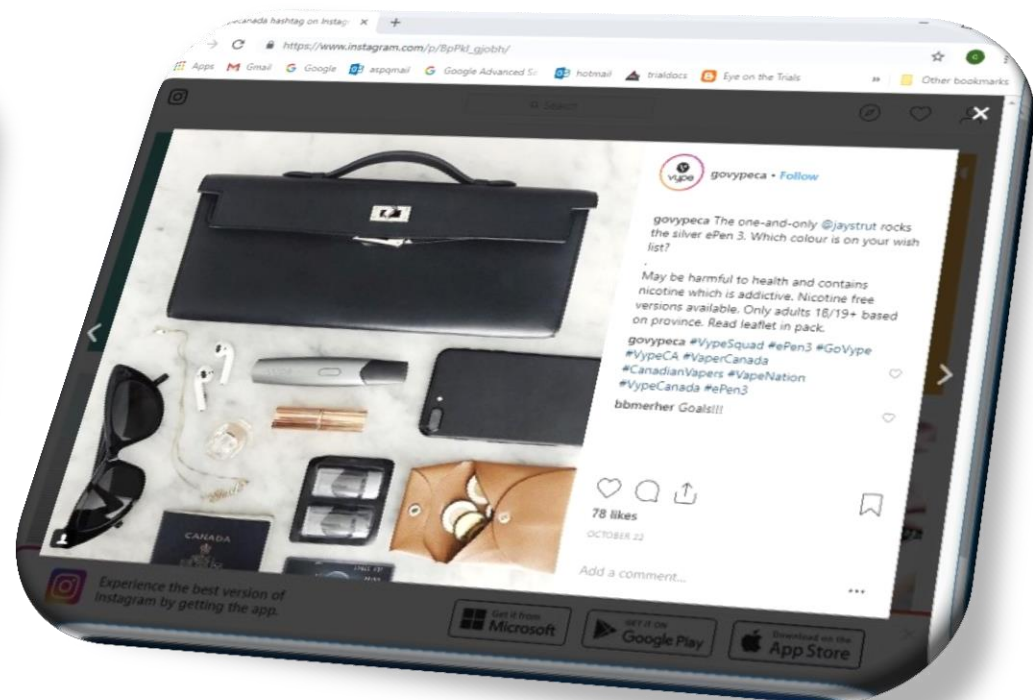 canada hashtag on Instag
https://www.instagram.com/p/BpPkl_gjobh/
Apps Gmail Google aspqmail Google Advanced hotmail trialdocs Eye on the Trials » Other bookmarks
Search
vype govypeca • Follow
govypeca The one-and-only @jaystrut rocks
the silver ePen 3. Which colour is on your wish
list?
.
May be harmful to health and contains
nicotine which is addictive. Nicotine free
versions available. Only adults 18/19+ based
on province. Read leaflet in pack.
govypeca #VypeSquad #ePen3 #GoVype
#VypeCA #VaperCanada
#CanadianVapers #VapeNation
#VypeCanada #ePen3
bbmerher Goals!!!
78 likes
OCTOBER 22
Add a comment...
CANADA
Experience the best version of
Instagram by getting the app.
Get it from
Microsoft
GET IT ON
Google Play
Download on the
App Store